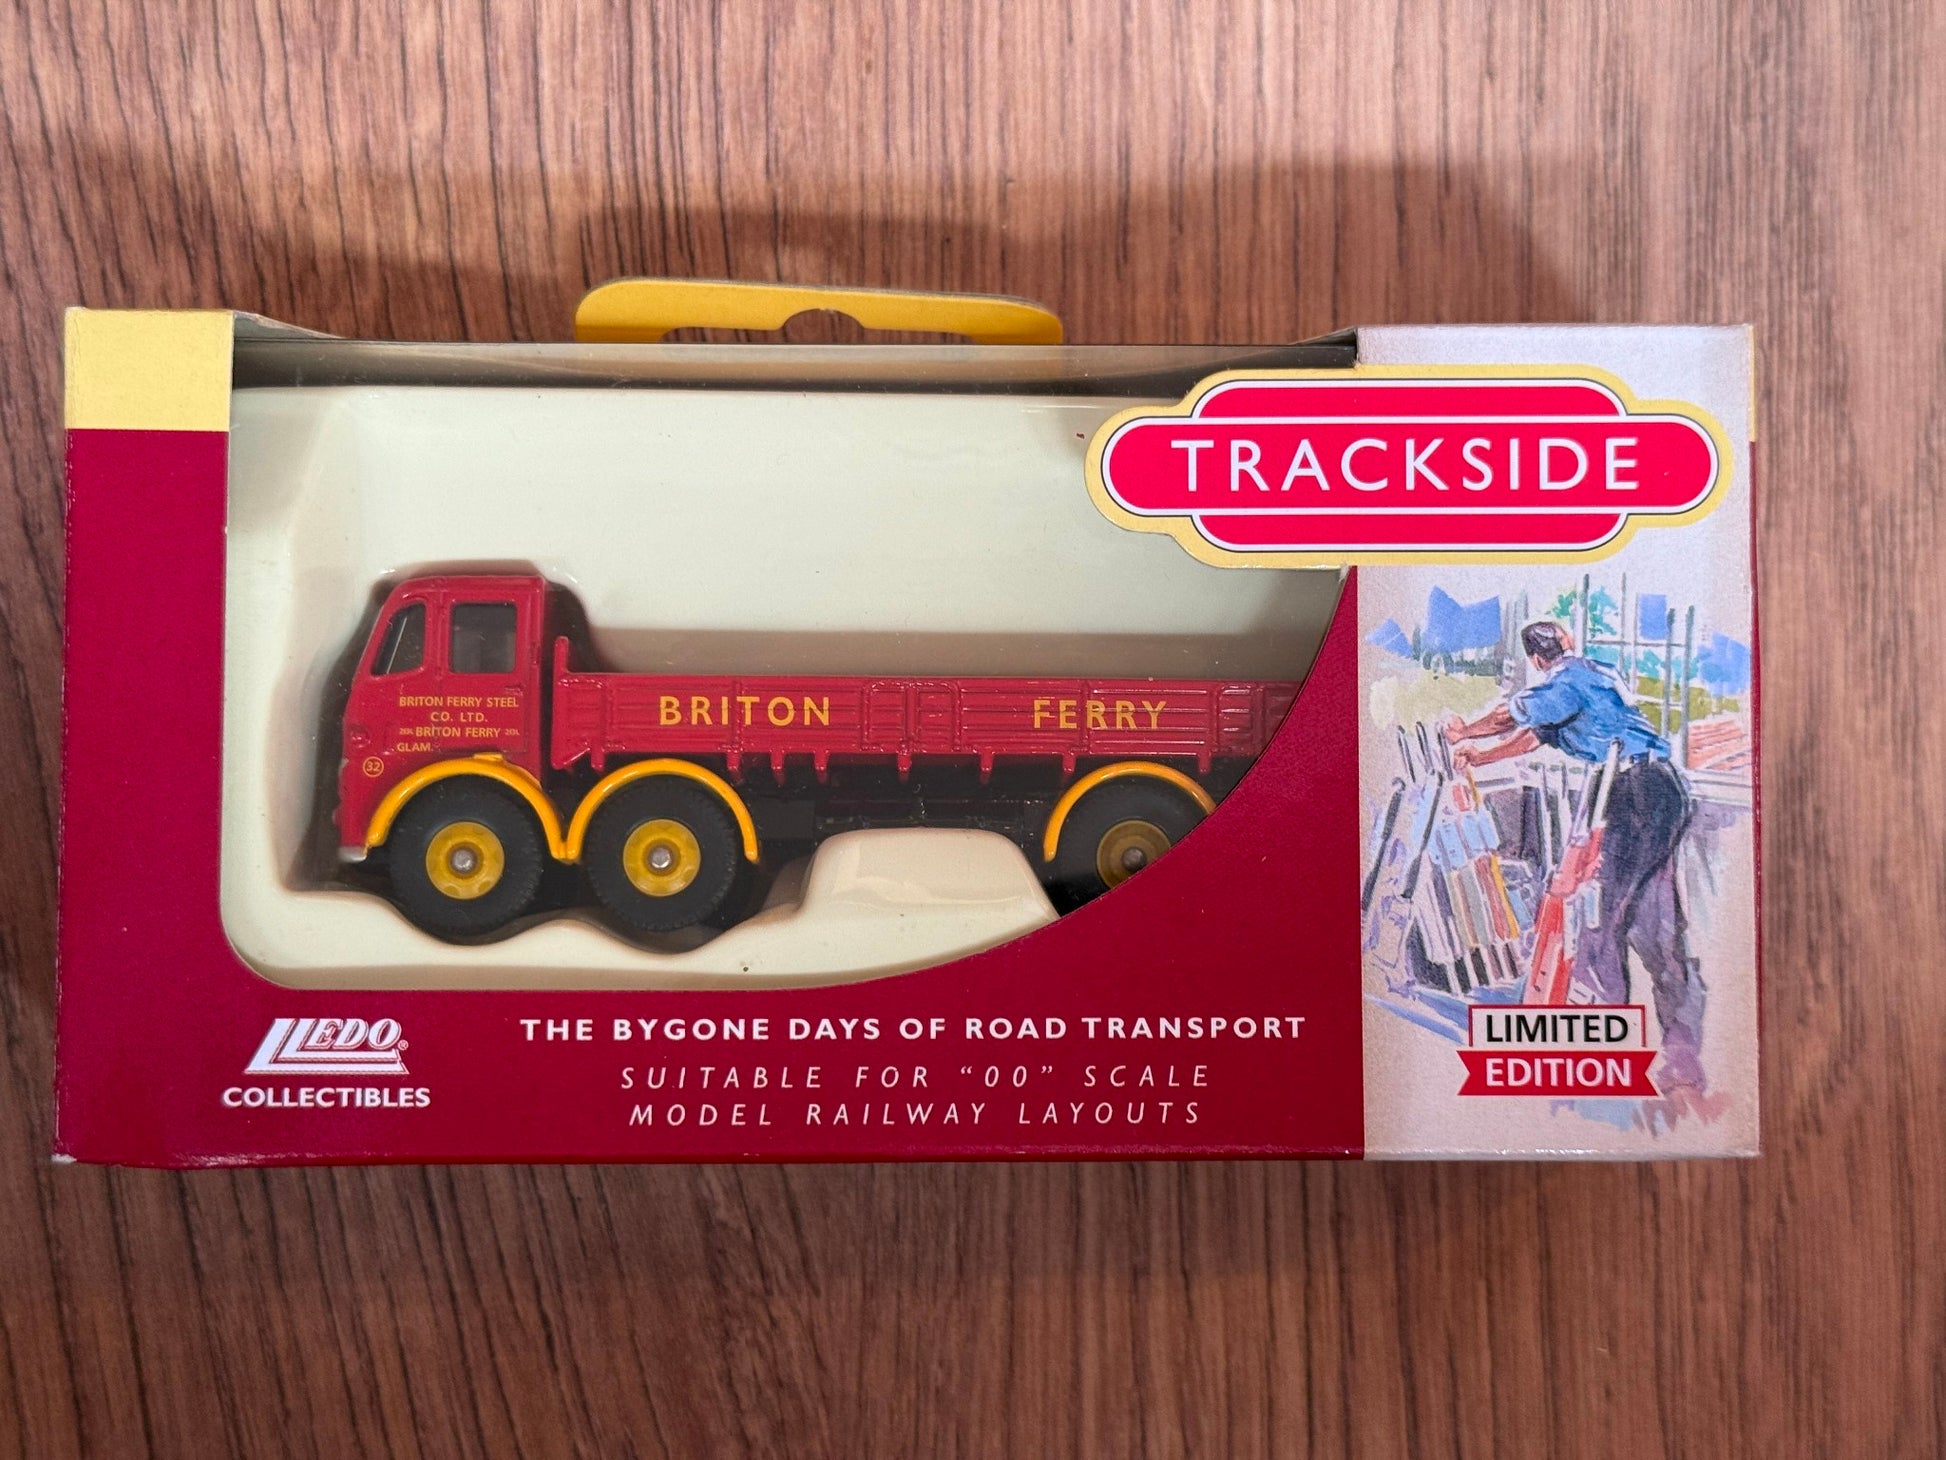 TRACKSIDE
BRITON FERRY
BRITON FERRY STEEL
CO. LTD.
BRITON FERRY
GLAM.
32
LLEDO
COLLECTIBLES
THE BYGONE DAYS OF ROAD TRANSPORT
SUITABLE FOR "00" SCALE
MODEL RAILWAY LAYOUTS
LIMITED
EDITION